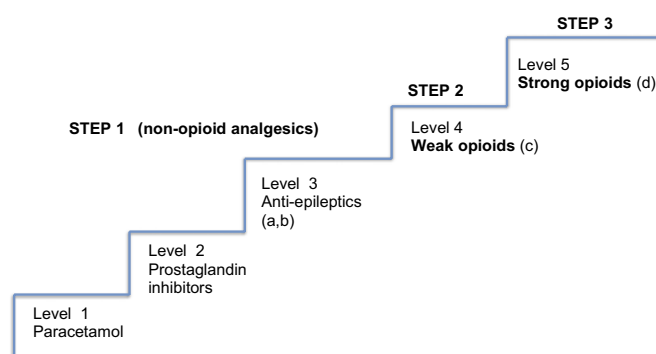 STEP 3
Level 5
Strong opioids (d)
STEP 2
Level 4
Weak opioids (c)
STEP 1 (non-opioid analgesics)
Level 3
Anti-epileptics
(a,b)
Level 2
Prostaglandin
inhibitors
Level 1
Paracetamol